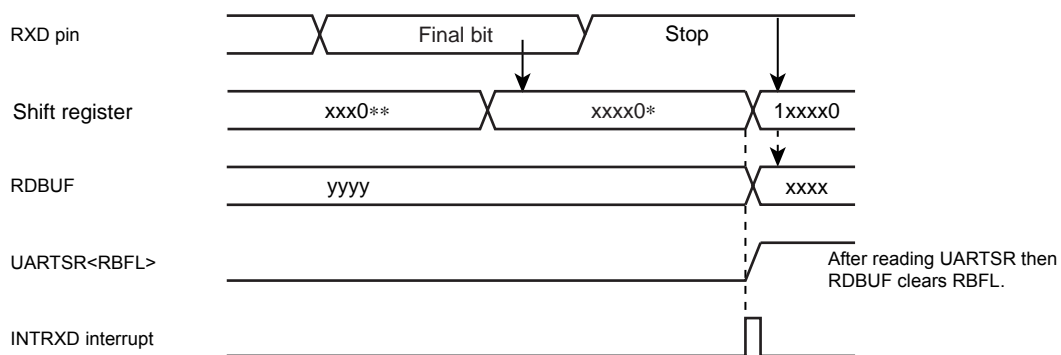 RXD pin Final bit Stop
Shift register xxx0** xxxx0* 1xxxx0
RDBUF yyyy xxxx
UARTSR<RBFL> After reading UARTSR then
RDBUF clears RBFL.
INTRXD interrupt